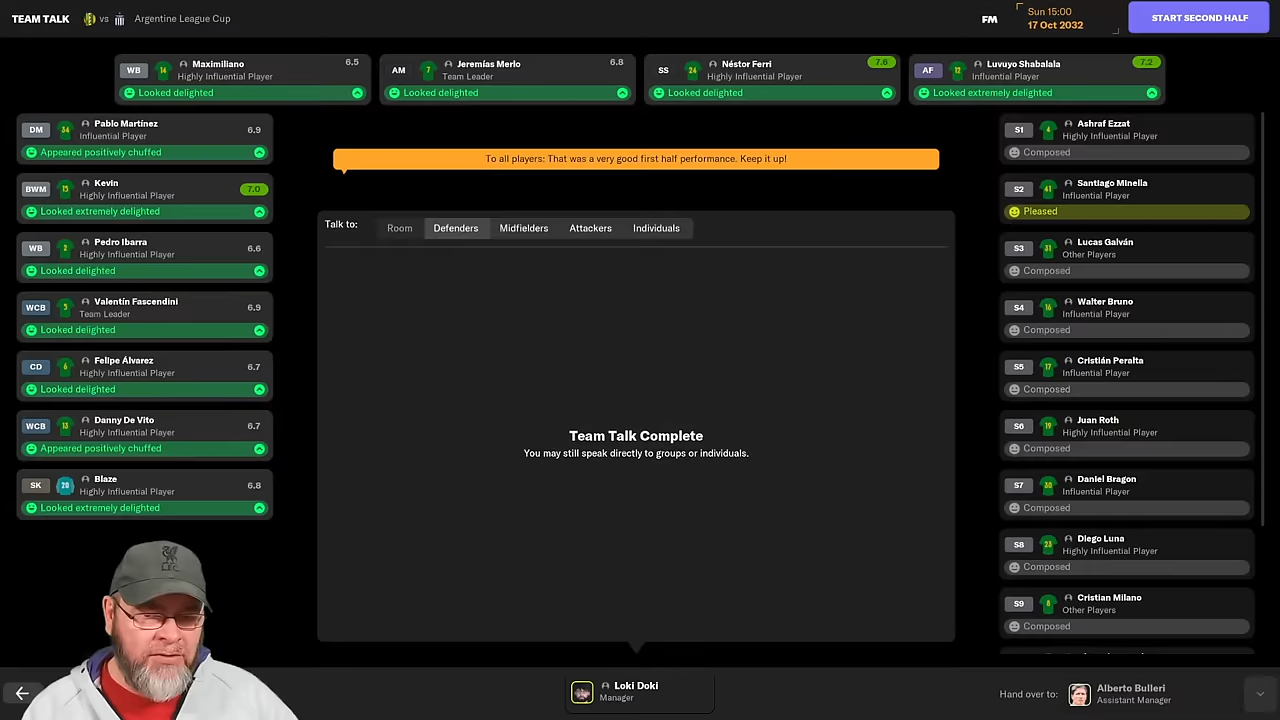 TEAM TALK vs Argentine League Cup
FM
Sun 15:00
17 Oct 2032
START SECOND HALF
WB 14 Maximiliano 6.5
Highly Influential Player
Looked delighted
AM 7 Jeremías Merlo 6.8
Team Leader
Looked delighted
SS 24 Néstor Ferri 7.6
Highly Influential Player
Looked delighted
AF 12 Luvuyo Shabalala 7.2
Influential Player
Looked extremely delighted
DM 34 Pablo Martínez 6.9
Influential Player
Appeared positively chuffed
BWM 15 Kevin 7.0
Highly Influential Player
Looked extremely delighted
WB 2 Pedro Ibarra 6.6
Highly Influential Player
Looked delighted
WCB 5 Valentín Fascendini 6.9
Team Leader
Looked delighted
CD 6 Felipe Álvarez 6.7
Highly Influential Player
Looked delighted
WCB 13 Danny De Vito 6.7
Highly Influential Player
Appeared positively chuffed
SK 20 Blaze 6.8
Highly Influential Player
Looked extremely delighted
To all players: That was a very good first half performance. Keep it up!
Talk to: Room Defenders Midfielders Attackers Individuals
Team Talk Complete
You may still speak directly to groups or individuals.
S1 4 Ashraf Ezzat
Highly Influential Player
Composed
S2 41 Santiago Minella
Influential Player
Pleased
S3 31 Lucas Galván
Other Players
Composed
S4 16 Walter Bruno
Influential Player
Composed
S5 17 Cristián Peralta
Influential Player
Composed
S6 19 Juan Roth
Highly Influential Player
Composed
S7 30 Daniel Bragon
Influential Player
Composed
S8 Diego Luna
Highly Influential Player
Composed
S9 8 Cristian Milano
Other Players
Composed
L.F.C.
Loki Doki
Manager
Hand over to: Alberto Bulleri
Assistant Manager